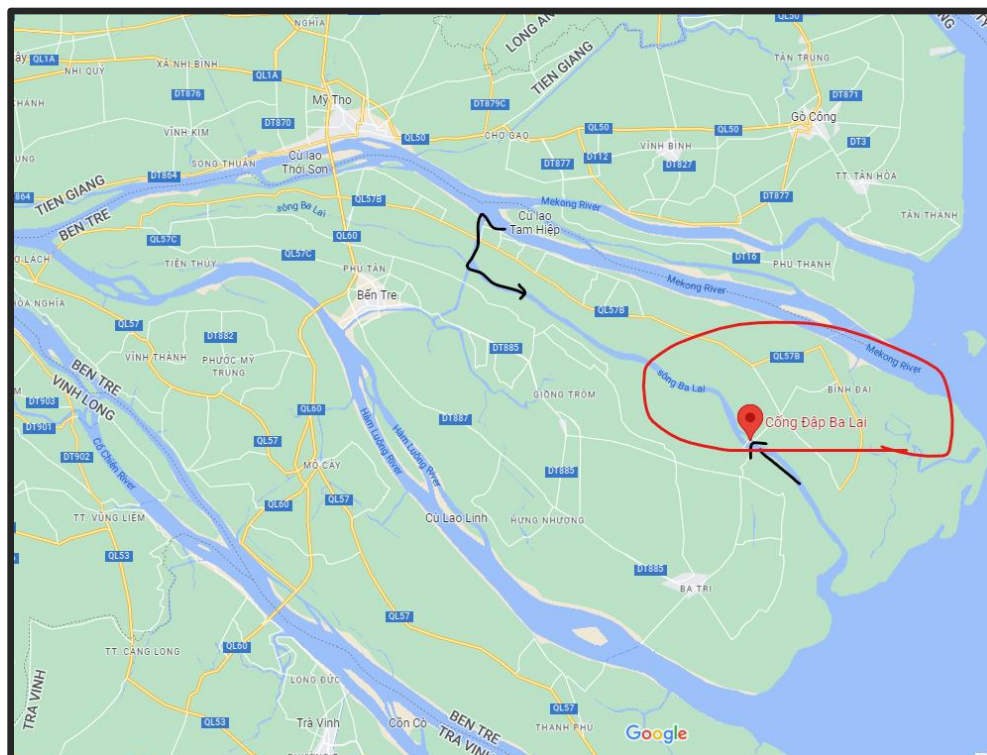 NGHĨA
QL50
LONG AN
TIEN GIANG
QL1A
NHI QUÝ
XÃ NHỊ BÌNH
QL1A
TÂN TRUNG
DT876
DT879C
DT871
Mỹ Tho
Gò Công
VĨNH KIM
DT870
QL50
CHỢ GẠO
QL50
QL50
DT3
VĨNH BÌNH
Cù lao
Thới Sơn
SONG THUẬN
DT877
DT12
DT827
TT. TÂN HÒA
DT864
TIEN GIANG
BEN TRE
QL57B
sông Ba Lai
DT877
Mekong River
Cù lao
Tam Hiệp
TÂN THANH
QL57C
QL60
QL57C
TIÊN THỦY
PHÚ TÂN
DT16
PHÚ THẠNH
Mekong River
Bến Tre
QL57B
QL57
DT882
DT885
VĨNH THÀNH
PHƯỚC MỸ
TRUNG
QL57B
Mekong River
sông Ba Lai
BÌNH ĐẠI
BEN TRE
VINH LONG
GIỒNG TRÔM
DT903
DT901
DT887
QL60
Cống Đập Ba Lai
Hàm Luông River
Hàm Luông River
QL57
DT902
Cổ Chiên River
MỎ CÀY
DT885
QL60
QL57
TT. VŨNG LIÊM
Cù Lao Linh
HƯNG NHƯỢNG
QL53
DT885
BA TRI
QL57
QL60
TT. CÀNG LONG
LONG ĐỨC
QL57
TRÀ VINH
QL53
Trà Vinh
Cồn Cò
BEN TRE
TRÀ VINH
THẠNH PHÚ
Google